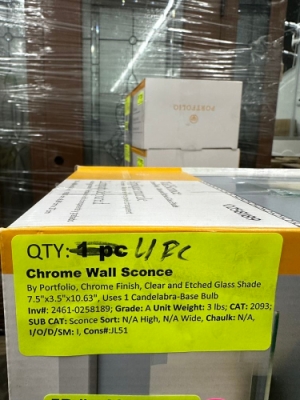 PORZADEKO
0258189
QTY: 1 pc 4 PC
Chrome Wall Sconce
By Portfolio, Chrome Finish, Clear and Etched Glass Shade
7.5"x3.5"x10.63", Uses 1 Candelabra-Base Bulb
Inv#: 2461-0258189; Grade: A Unit Weight: 3 lbs; CAT: 2093;
SUB CAT: Sconce Sort: N/A High, N/A Wide, Chaulk: N/A,
I/O/D/SM: I, Cons#:JL51